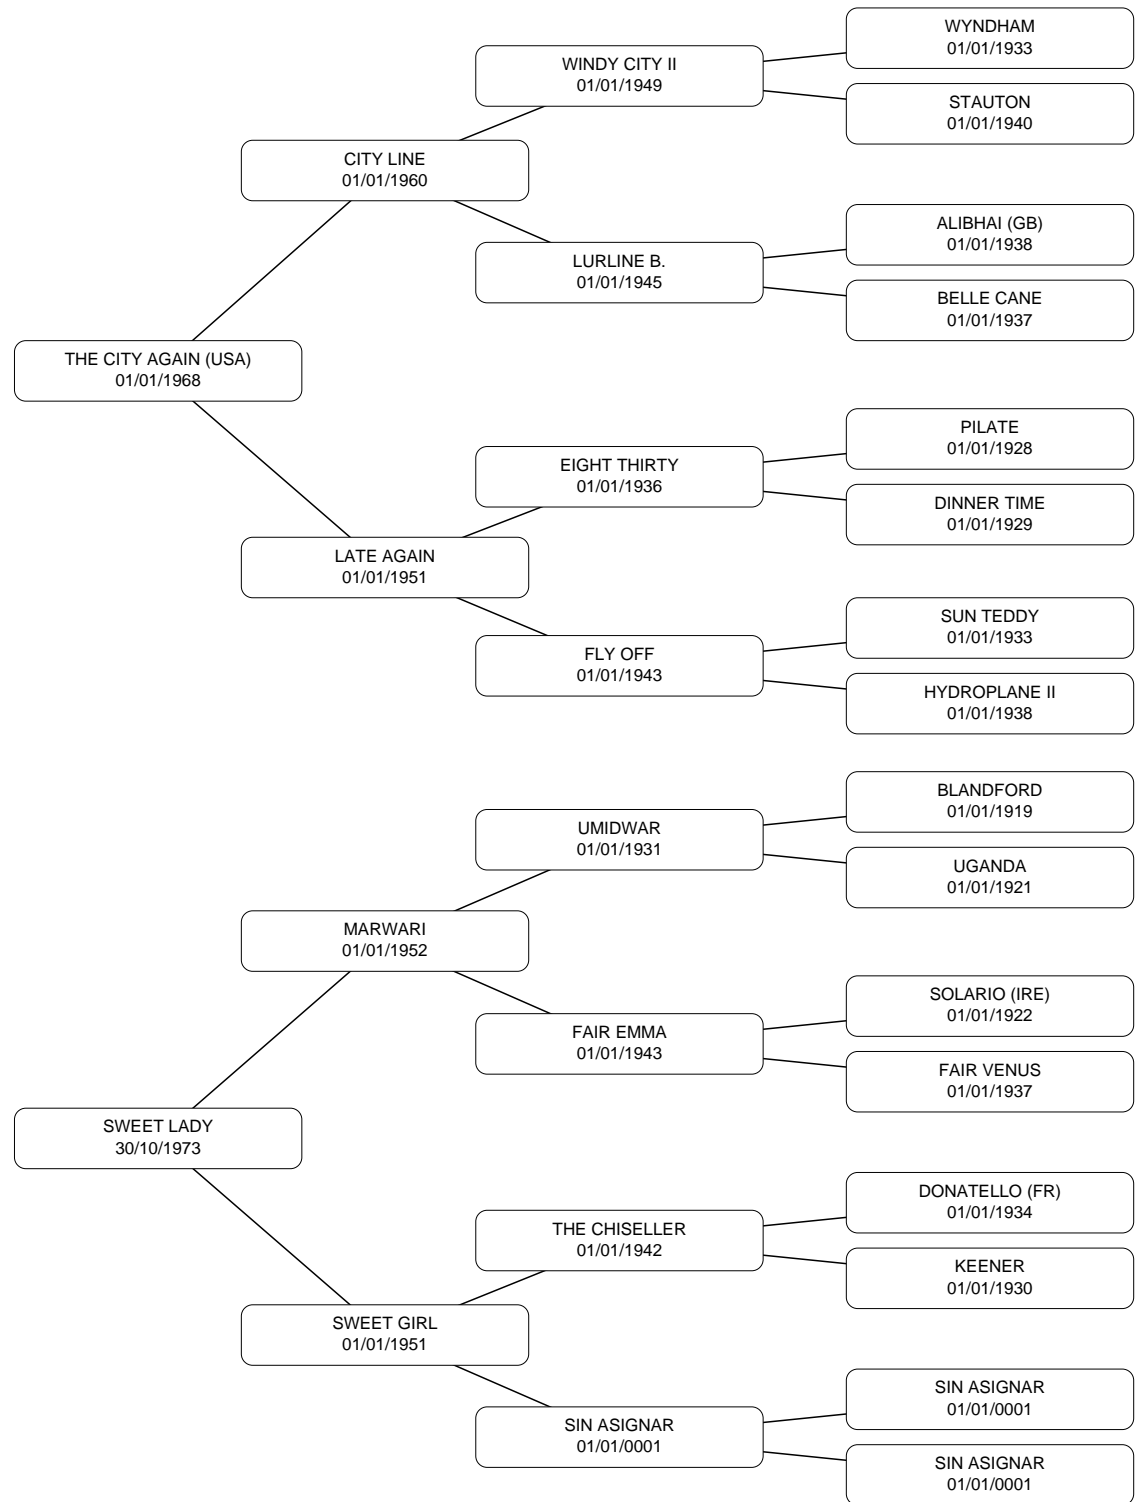 WYNDHAM
01/01/1933
WINDY CITY II
01/01/1949
STAUTON
01/01/1940
CITY LINE
01/01/1960
ALIBHAI (GB)
01/01/1938
LURLINE B.
01/01/1945
BELLE CANE
01/01/1937
THE CITY AGAIN (USA)
01/01/1968
PILATE
01/01/1928
EIGHT THIRTY
01/01/1936
DINNER TIME
01/01/1929
LATE AGAIN
01/01/1951
SUN TEDDY
01/01/1933
FLY OFF
01/01/1943
HYDROPLANE II
01/01/1938
BLANDFORD
01/01/1919
UMIDWAR
01/01/1931
UGANDA
01/01/1921
MARWARI
01/01/1952
SOLARIO (IRE)
01/01/1922
FAIR EMMA
01/01/1943
FAIR VENUS
01/01/1937
SWEET LADY
30/10/1973
DONATELLO (FR)
01/01/1934
THE CHISELLER
01/01/1942
KEENER
01/01/1930
SWEET GIRL
01/01/1951
SIN ASIGNAR
01/01/0001
SIN ASIGNAR
01/01/0001
SIN ASIGNAR
01/01/0001